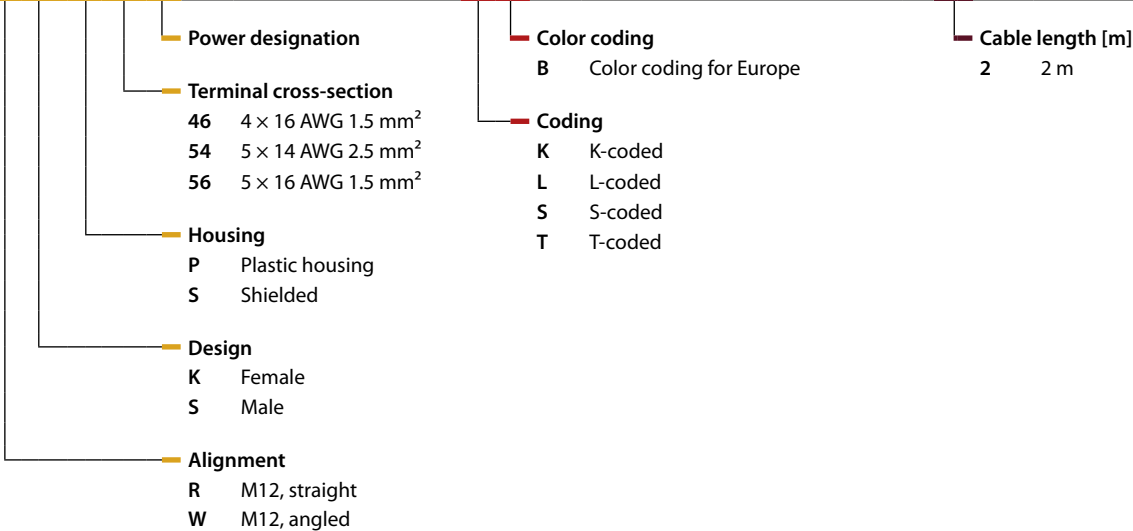 Power designation
Terminal cross-section
46 4 × 16 AWG 1.5 mm²
54 5 × 14 AWG 2.5 mm²
56 5 × 16 AWG 1.5 mm²
Housing
P Plastic housing
S Shielded
Design
K Female
S Male
Alignment
R M12, straight
W M12, angled
Color coding
B Color coding for Europe
Coding
K K-coded
L L-coded
S S-coded
T T-coded
Cable length [m]
2 2 m